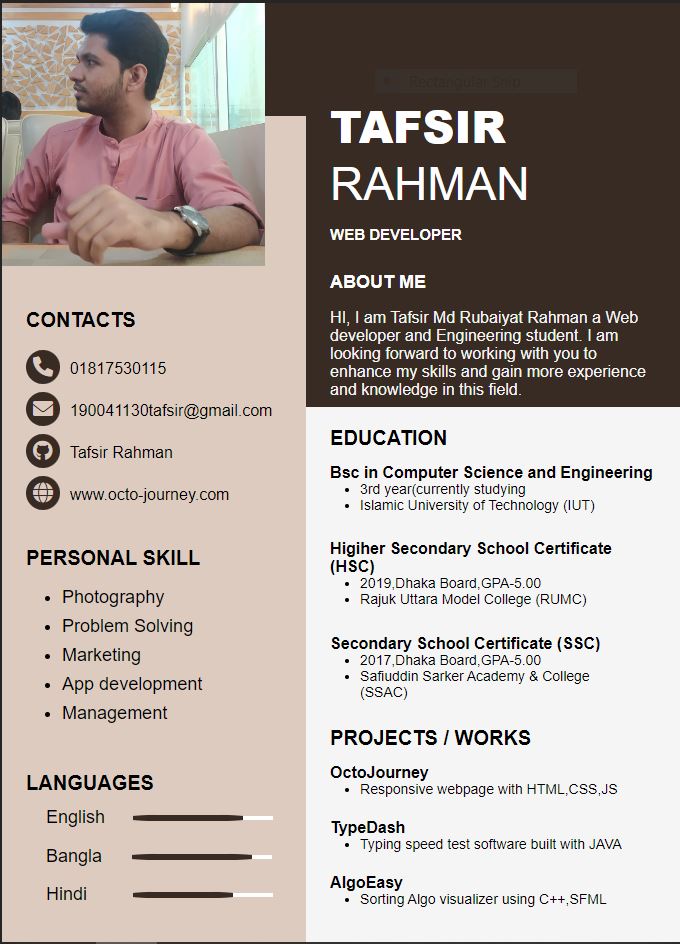 Rectangular Snip
TAFSIR
RAHMAN
WEB DEVELOPER
ABOUT ME
HI, I am Tafsir Md Rubaiyat Rahman a Web
developer and Engineering student. I am
looking forward to working with you to
enhance my skills and gain more experience
and knowledge in this field.
CONTACTS
01817530115
190041130tafsir@gmail.com
Tafsir Rahman
www.octo-journey.com
PERSONAL SKILL
Photography
Problem Solving
Marketing
App development
Management
LANGUAGES
English
Bangla
Hindi
EDUCATION
Bsc in Computer Science and Engineering
3rd year(currently studying
Islamic University of Technology (IUT)
Higiher Secondary School Certificate
(HSC)
2019,Dhaka Board,GPA-5.00
Rajuk Uttara Model College (RUMC)
Secondary School Certificate (SSC)
2017,Dhaka Board,GPA-5.00
Safiuddin Sarker Academy & College
(SSAC)
PROJECTS / WORKS
OctoJourney
Responsive webpage with HTML,CSS,JS
TypeDash
Typing speed test software built with JAVA
AlgoEasy
Sorting Algo visualizer using C++,SFML